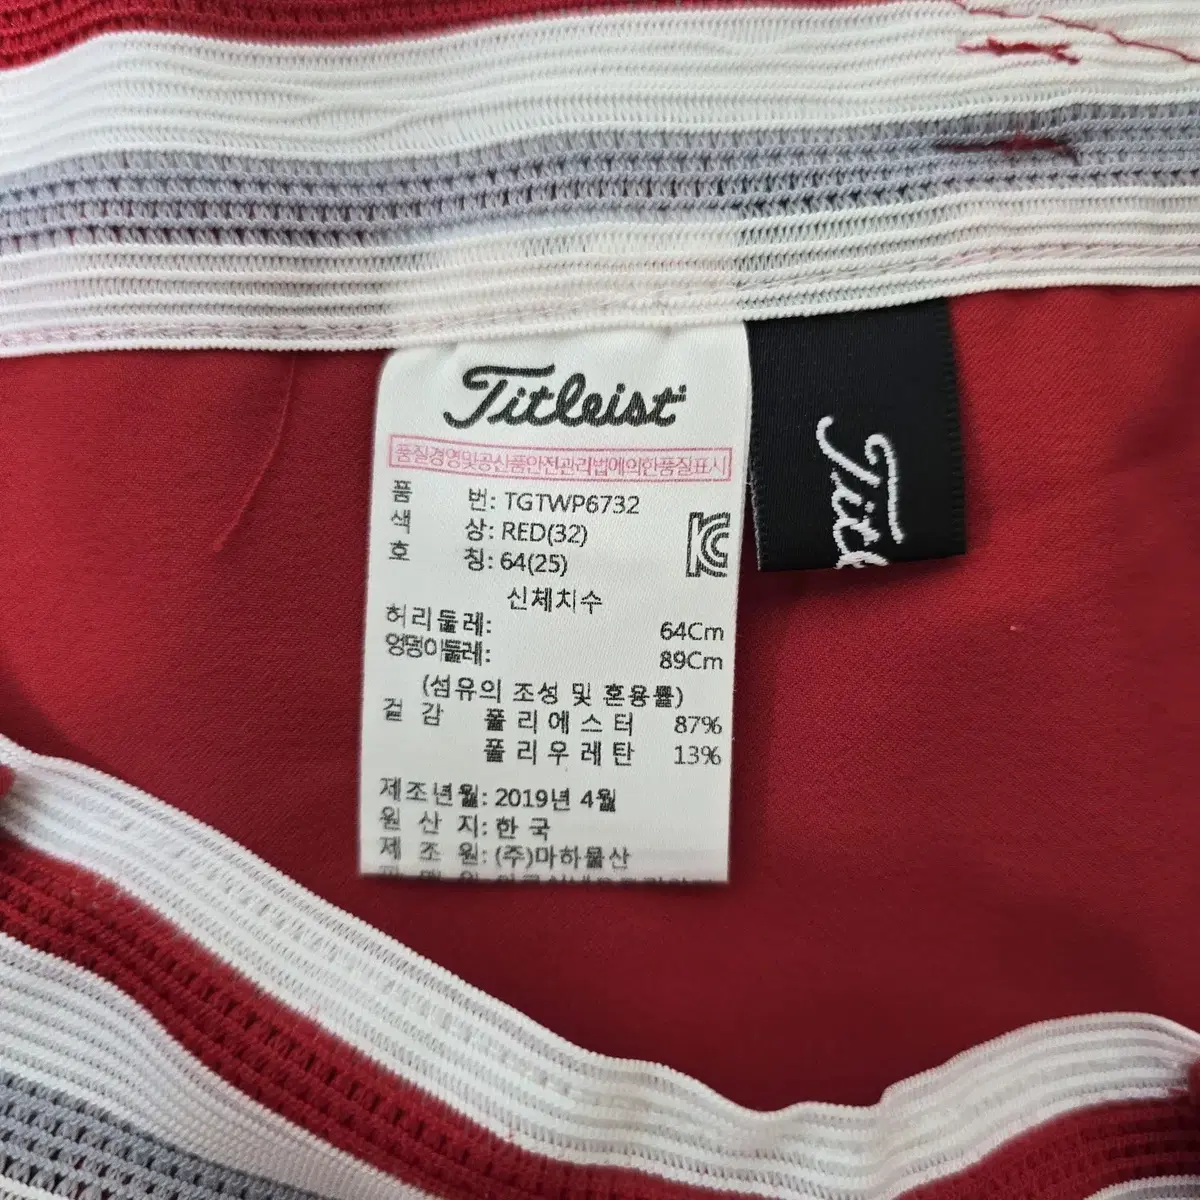 Titleist
품질경영및공산품안전관리법에의한품질표시
품 번: TGTWP6732
색 상: RED(32)
호 칭: 64(25)
신체치수
허리둘레: 64Cm
엉덩이둘레: 89Cm
(섬유의 조성 및 혼용률)
겉 감 폴리에스터 87%
폴리우레탄 13%
제조년월: 2019년 4월
원 산 지: 한국
제 조 원: (주)마하물산
Titl